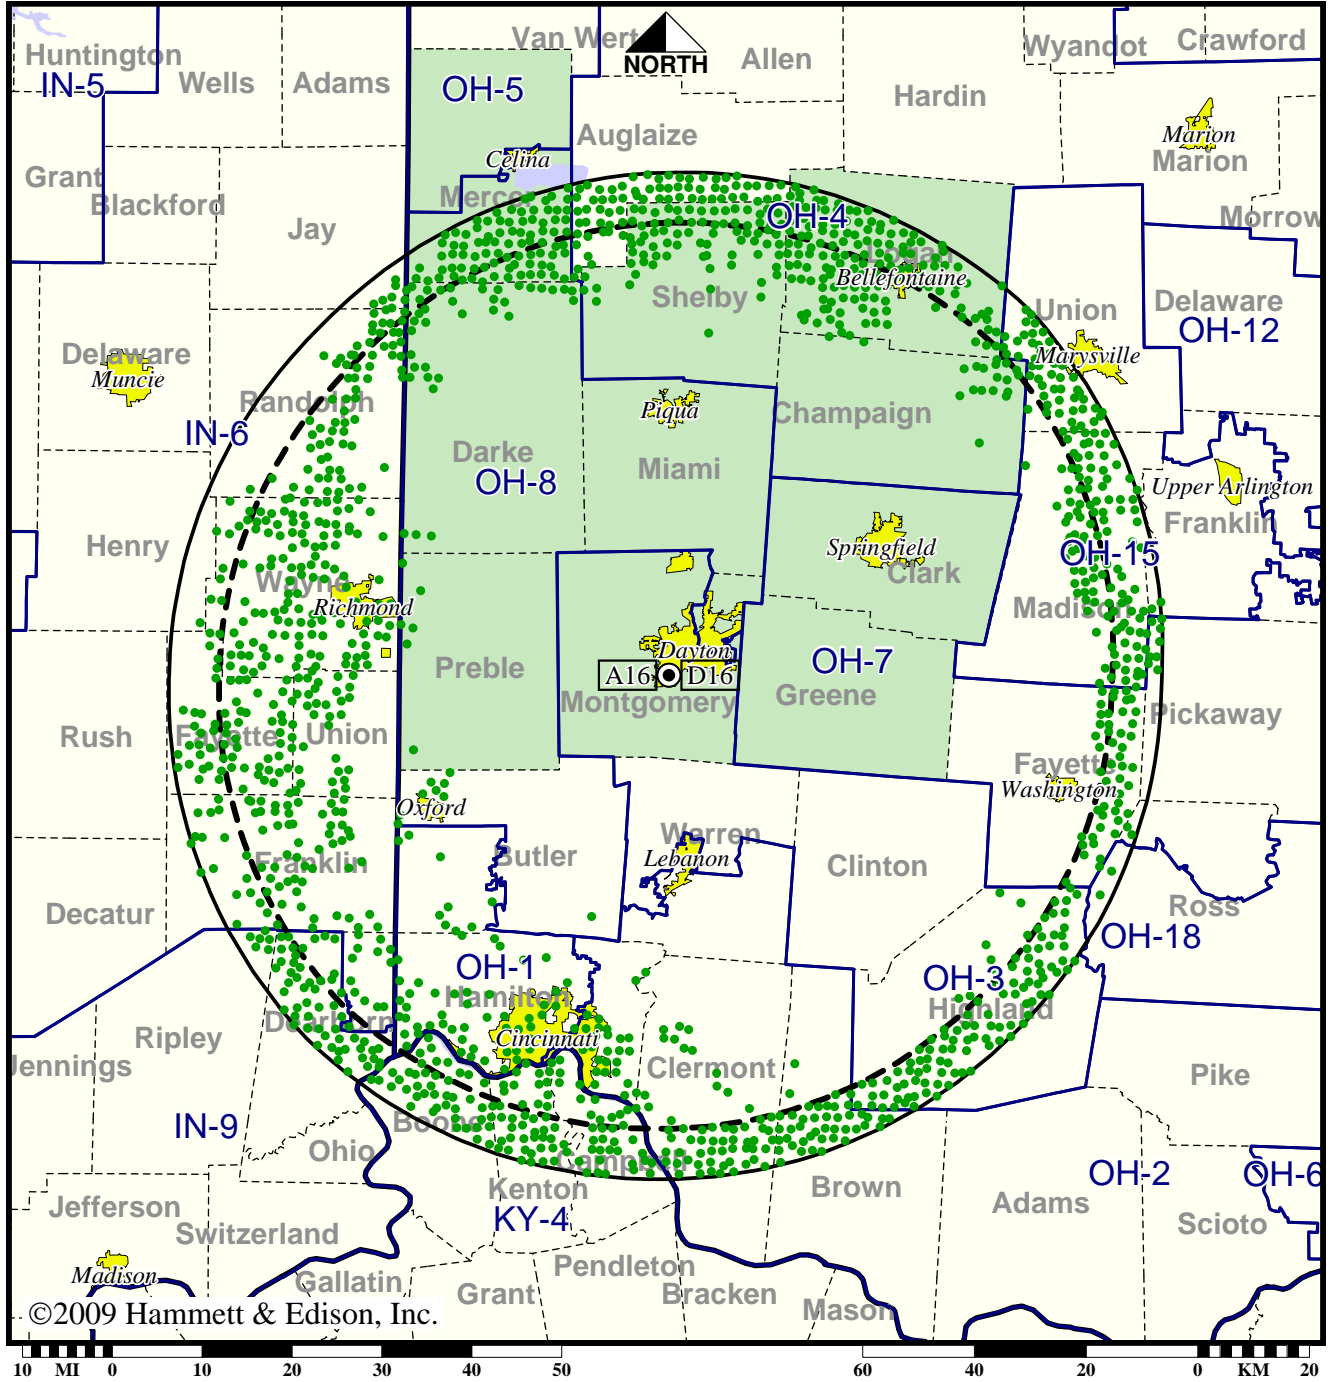 Van Wert
Crawford
Wyandot
Huntington
Allen
NORTH
IN-5
Wells
Adams
OH-5
Hardin
Auglaize
Marion
Celina
Marion
Grant
Mercer
Blackford
OH-4
Morrow
Jay
Logan
Bellefontaine
Shelby
Union
Delaware
OH-12
Delaware
Marysville
Muncie
Randolph
Piqua
Champaign
IN-6
Darke
Miami
OH-8
Upper Arlington
Franklin
Henry
Springfield
OH-15
Clark
Wayne
Richmond
Madison
Dayton
OH-7
Preble
A16
D16
Greene
Montgomery
Pickaway
Rush
Fayette
Union
Fayette
Washington
Oxford
Warren
Butler
Lebanon
Franklin
Clinton
Decatur
Ross
OH-18
OH-1
OH-3
Hamilton
Highland
Dearborn
Ripley
Cincinnati
Jennings
Clermont
Pike
IN-9
Boone
Ohio
Campbell
OH-2
OH-6
Kenton
Brown
Adams
Jefferson
KY-4
Scioto
Switzerland
Pendleton
Madison
Gallatin
Grant
Bracken
Mason
©2009 Hammett & Edison, Inc.
10 MI 0 10 20 30 40 50 60 40 20 0 KM 20